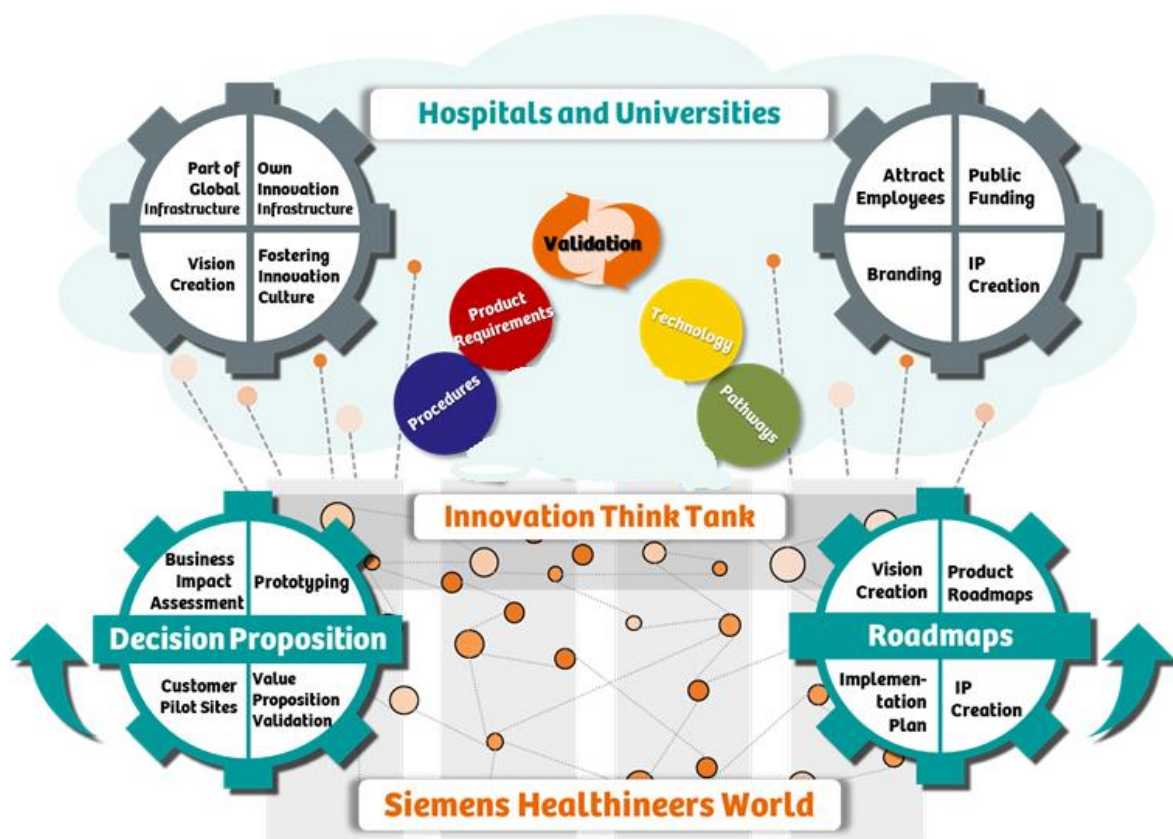 Hospitals and Universities
Part of
Global
Infrastructure
Own
Innovation
Infrastructure
Vision
Creation
Fostering
Innovation
Culture
Attract
Employees
Public
Funding
Branding
IP
Creation
Validation
Product
Requirements
Procedures
Technology
Pathways
Innovation Think Tank
Business
Impact
Assessment
Prototyping
Decision Proposition
Customer
Pilot Sites
Value
Proposition
Validation
Vision
Creation
Product
Roadmaps
Roadmaps
Implemen-
tation
Plan
IP
Creation
Siemens Healthineers World